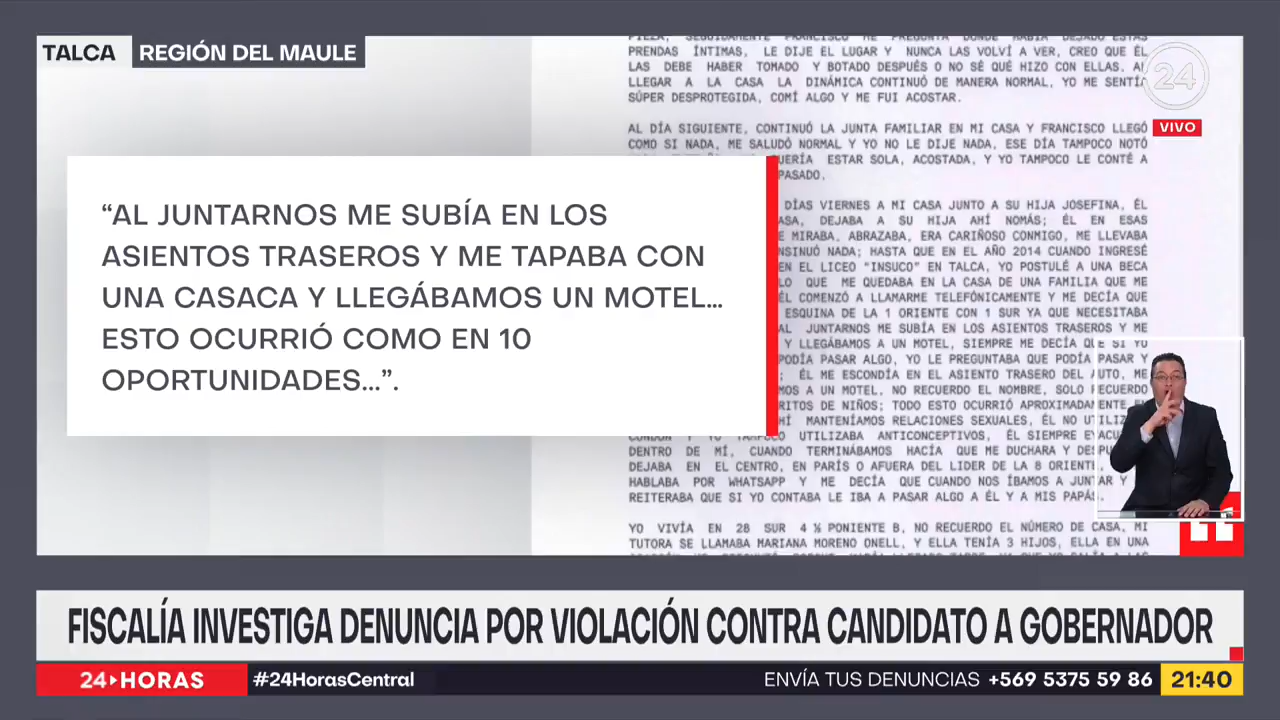 TALCA REGIÓN DEL MAULE
24
VIVO
PRENDAS ÍNTIMAS, LE DIJE EL LUGAR Y NUNCA LAS VOLVÍ A VER, CREO QUE ÉL
LAS DEBE HABER TOMADO Y BOTADO DESPUÉS O NO SÉ QUÉ HIZO CON ELLAS. AL
LLEGAR A LA CASA LA DINÁMICA CONTINUÓ DE MANERA NORMAL, YO ME SENTÍA
SÚPER DESPROTEGIDA, COMÍ ALGO Y ME FUI ACOSTAR.
AL DÍA SIGUIENTE, CONTINUÓ LA JUNTA FAMILIAR EN MI CASA Y FRANCISCO LLEGÓ
COMO SI NADA, ME SALUDÓ NORMAL Y YO NO LE DIJE NADA, ESE DÍA TAMPOCO NOTÓ
ESTAR SOLA, ACOSTADA, Y YO TAMPOCO LE CONTÉ A
PASADO.
DÍAS VIERNES A MI CASA JUNTO A SU HIJA JOSEFINA, ÉL
ASA, DEJABA A SU HIJA AHÍ NOMÁS; ÉL EN ESAS
E MIRABA, ABRAZABA, ERA CARIÑOSO CONMIGO, ME LLEVABA
NSINUÓ NADA; HASTA QUE EN EL AÑO 2014 CUANDO INGRESÉ
EN EL LICEO "INSUCO" EN TALCA, YO POSTULÉ A UNA BECA
LO QUE ME QUEDABA EN LA CASA DE UNA FAMILIA QUE ME
ÉL COMENZÓ A LLAMARME TELEFÓNICAMENTE Y ME DECÍA QUE
ESQUINA DE LA 1 ORIENTE CON 1 SUR YA QUE NECESITABA
AL JUNTARNOS ME SUBÍA EN LOS ASIENTOS TRASEROS Y ME
Y LLEGÁBAMOS A UN MOTEL, SIEMPRE ME DECÍA QUE SI YO
PODÍA PASAR ALGO, YO LE PREGUNTABA QUE PODÍA PASAR Y
; ÉL ME ESCONDÍA EN EL ASIENTO TRASERO DEL AUTO, ME
MOS A UN MOTEL, NO RECUERDO EL NOMBRE, SOLO RECUERDO
RITOS DE NIÑOS; TODO ESTO OCURRIÓ APROXIMADAMENTE
HÍ MANTENÍAMOS RELACIONES SEXUALES, ÉL NO
CONDÓN Y YO TAMPOCO UTILIZABA ANTICONCEPTIVOS, ÉL SIEMPRE
DENTRO DE MÍ, CUANDO TERMINÁBAMOS HACÍA QUE ME DUCHARA Y
DEJABA EN EL CENTRO, EN PARÍS O AFUERA DEL LIDER DE LA 8 ORIENTE,
HABLABA POR WHATSAPP Y ME DECÍA QUE CUANDO NOS ÍBAMOS A JUNTAR Y
REITERABA QUE SI YO CONTABA LE IBA A PASAR ALGO A ÉL Y A MIS PAPÁS.
YO VIVÍA EN 28 SUR 4 ½ PONIENTE B, NO RECUERDO EL NÚMERO DE CASA, MI
TUTORA SE LLAMABA MARIANA MORENO ONELL, Y ELLA TENÍA 3 HIJOS, ELLA EN UNA
“AL JUNTARNOS ME SUBÍA EN LOS
ASIENTOS TRASEROS Y ME TAPABA CON
UNA CASACA Y LLEGÁBAMOS UN MOTEL...
ESTO OCURRIÓ COMO EN 10
OPORTUNIDADES...”.
FISCALÍA INVESTIGA DENUNCIA POR VIOLACIÓN CONTRA CANDIDATO A GOBERNADOR
24 HORAS #24HorasCentral ENVÍA TUS DENUNCIAS +569 5375 59 86 21:40